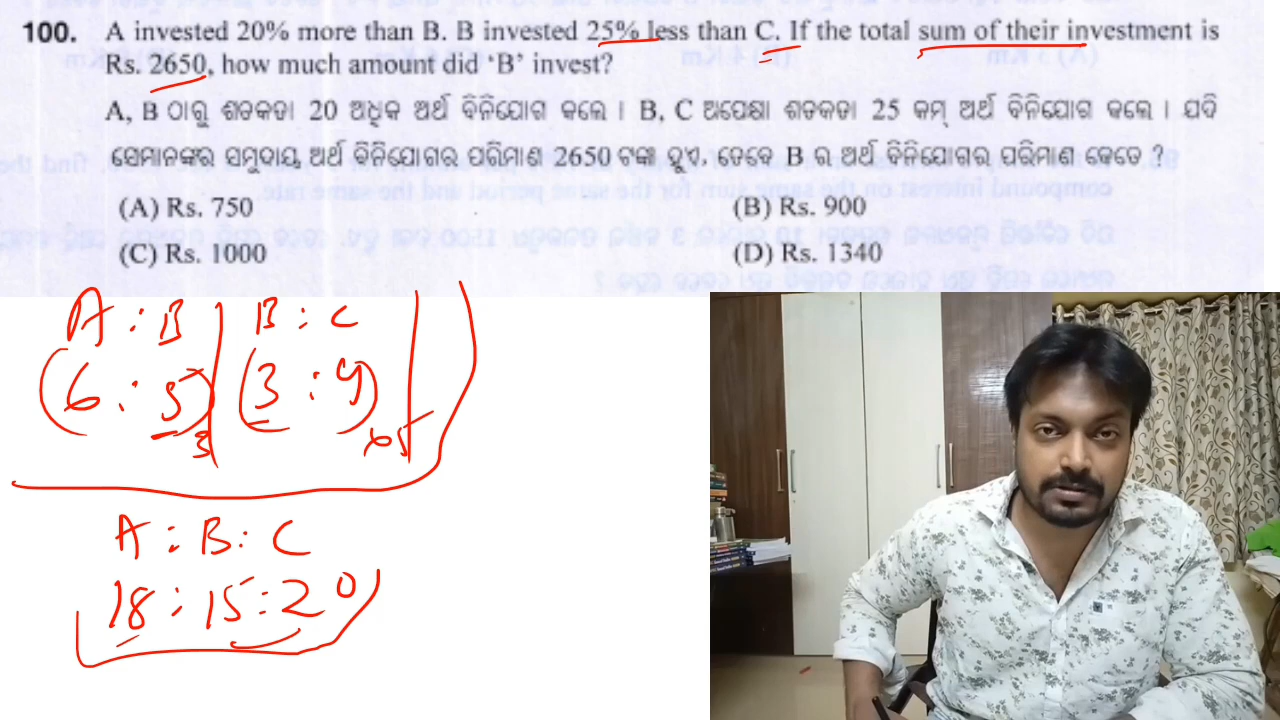 100. A invested 20% more than B. B invested 25% less than C. If the total sum of their investment is
Rs. 2650, how much amount did ‘B’ invest?
A, B ଠାରୁ ଶତକଡା 20 ଅଧିକ ଅର୍ଥ ବିନିଯୋଗ କଲେ । B, C ଅପେକ୍ଷା ଶତକଡା 25 କମ୍ ଅର୍ଥ ବିନିଯୋଗ କଲେ । ଯଦି
ସେମାନଙ୍କର ସମୁଦାୟ ଅର୍ଥ ବିନିଯୋଗର ପରିମାଣ 2650 ଟଙ୍କା ହୁଏ, ତେବେ B ର ଅର୍ଥ ବିନିଯୋଗର ପରିମାଣ କେତେ ?
(A) Rs. 750 (B) Rs. 900
(C) Rs. 1000 (D) Rs. 1340
A : B B : C
(6 : 5) (3 : 4)
3 x5
A : B : C
18 : 15 : 20